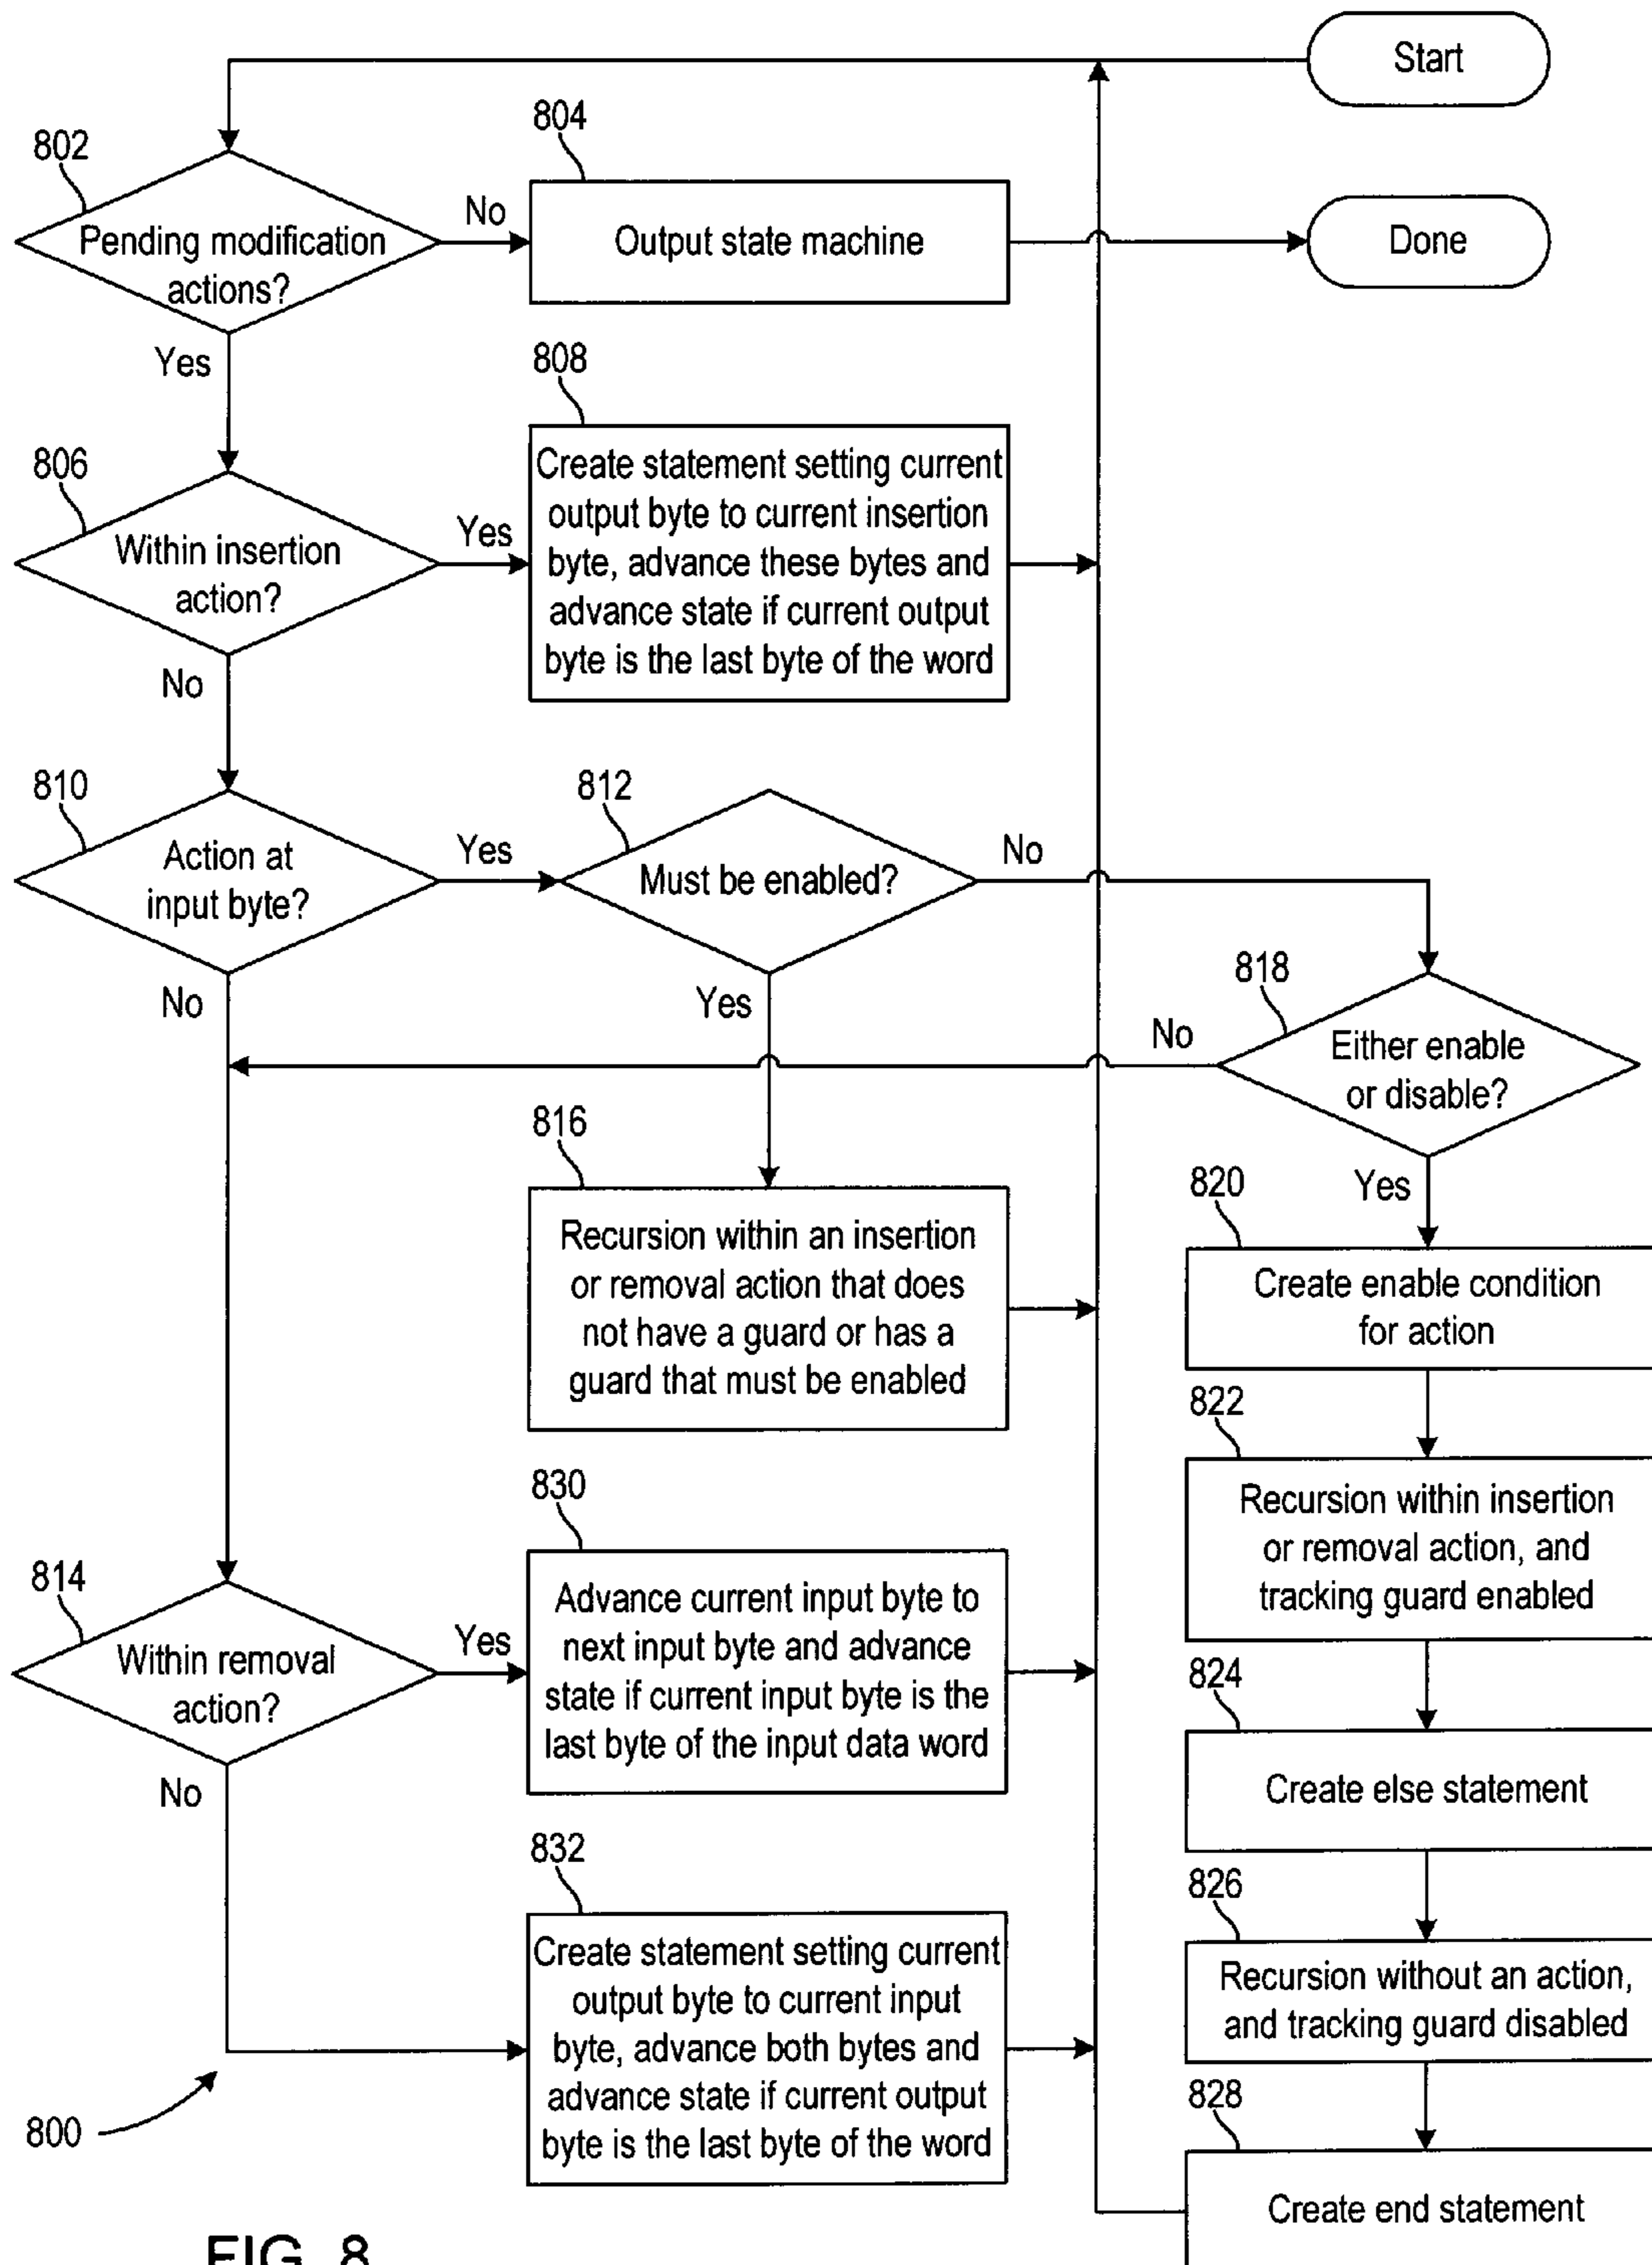 Start
802
804
Pending modification
actions?
No
Output state machine
Done
Yes
806
808
Within insertion
action?
Yes
Create statement setting current
output byte to current insertion
byte, advance these bytes and
advance state if current output
byte is the last byte of the word
No
810
812
Action at
input byte?
Yes
Must be enabled?
No
No
Yes
818
Either enable
or disable?
No
Yes
816
Recursion within an insertion
or removal action that does
not have a guard or has a
guard that must be enabled
820
Create enable condition
for action
822
Recursion within insertion
or removal action, and
tracking guard enabled
814
Within removal
action?
Yes
830
Advance current input byte to
next input byte and advance
state if current input byte is the
last byte of the input data word
824
Create else statement
No
832
Create statement setting current
output byte to current input
byte, advance both bytes and
advance state if current output
byte is the last byte of the word
826
Recursion without an action,
and tracking guard disabled
828
Create end statement
800
FIG. 8